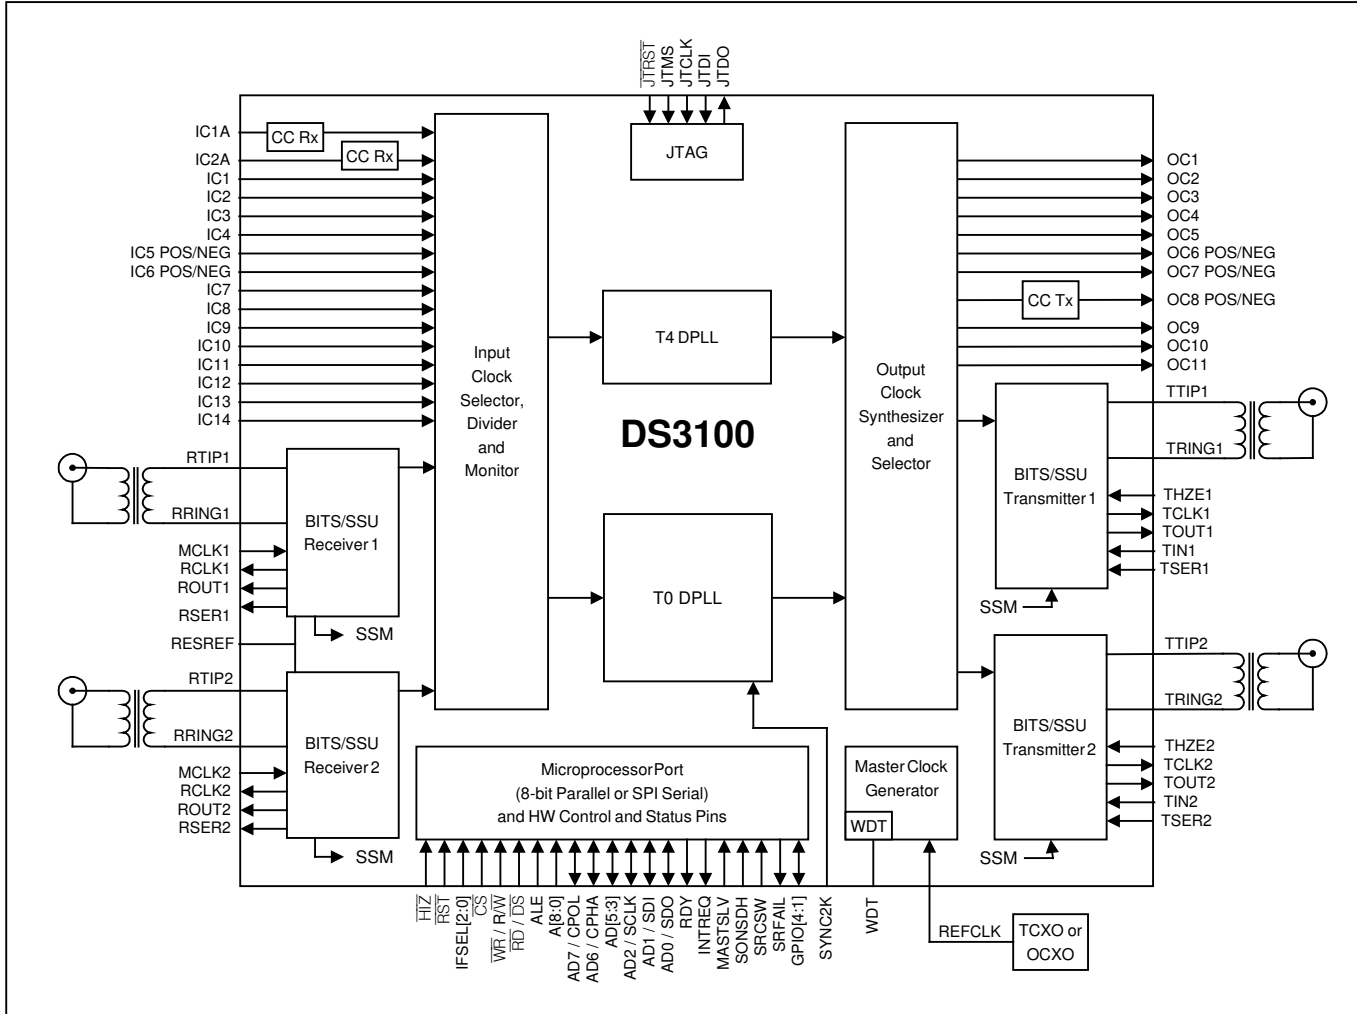 JTRST
JTMS
JTCLK
JTDI
JTDO
JTAG
IC1A
CC Rx
IC2A
CC Rx
IC1
IC2
IC3
IC4
IC5 POS/NEG
IC6 POS/NEG
IC7
IC8
IC9
IC10
IC11
IC12
IC13
IC14
Input
Clock
Selector,
Divider
and
Monitor
T4 DPLL
DS3100
T0 DPLL
Output
Clock
Synthesizer
and
Selector
OC1
OC2
OC3
OC4
OC5
OC6 POS/NEG
OC7 POS/NEG
CC Tx
OC8 POS/NEG
OC9
OC10
OC11
RTIP1
RRING1
BITS/SSU
Receiver 1
MCLK1
RCLK1
ROUT1
RSER1
SSM
RESREF
RTIP2
RRING2
BITS/SSU
Receiver 2
MCLK2
RCLK2
ROUT2
RSER2
SSM
TTIP1
TRING1
BITS/SSU
Transmitter 1
THZE1
TCLK1
TOUT1
TIN1
TSER1
SSM
TTIP2
TRING2
BITS/SSU
Transmitter 2
THZE2
TCLK2
TOUT2
TIN2
TSER2
SSM
Microprocessor Port
(8-bit Parallel or SPI Serial)
and HW Control and Status Pins
Master Clock
Generator
WDT
HIZ
RST
IFSEL[2:0]
CS
WR / R/W
RD / DS
ALE
A[8:0]
AD7 / CPOL
AD6 / CPHA
AD[5:3]
AD2 / SCLK
AD1 / SDI
AD0 / SDO
RDY
INTREQ
MASTSLV
SONSDH
SRCSW
SRFAIL
GPIO[4:1]
SYNC2K
WDT
REFCLK
TCXO or
OCXO